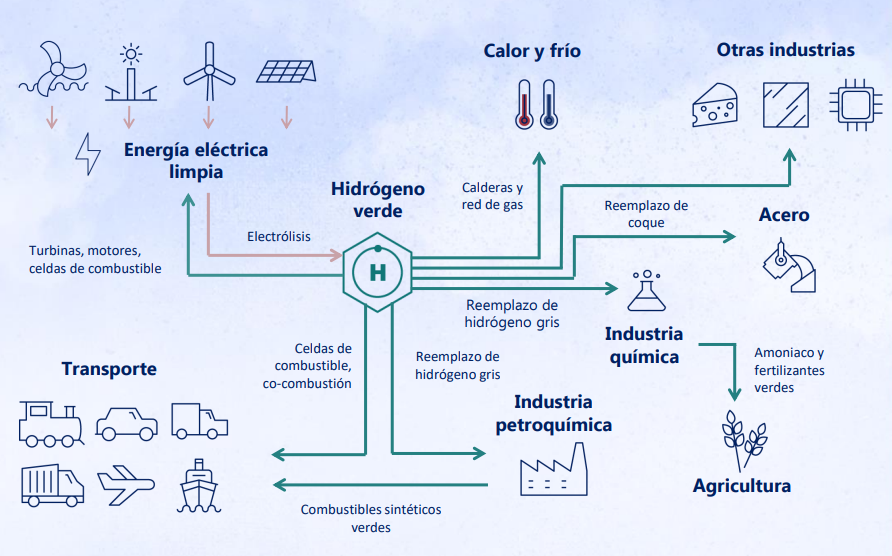 Calor y frío
Otras industrias
Energía eléctrica
limpia
Hidrógeno
verde
Calderas y
red de gas
Reemplazo de
coque
Acero
Turbinas, motores,
celdas de combustible
Electrólisis
H
Reemplazo de
hidrógeno gris
Industria
química
Celdas de
combustible,
co-combustión
Reemplazo de
hidrógeno gris
Amoniaco y
fertilizantes
verdes
Transporte
Industria
petroquímica
Agricultura
Combustibles sintéticos
verdes